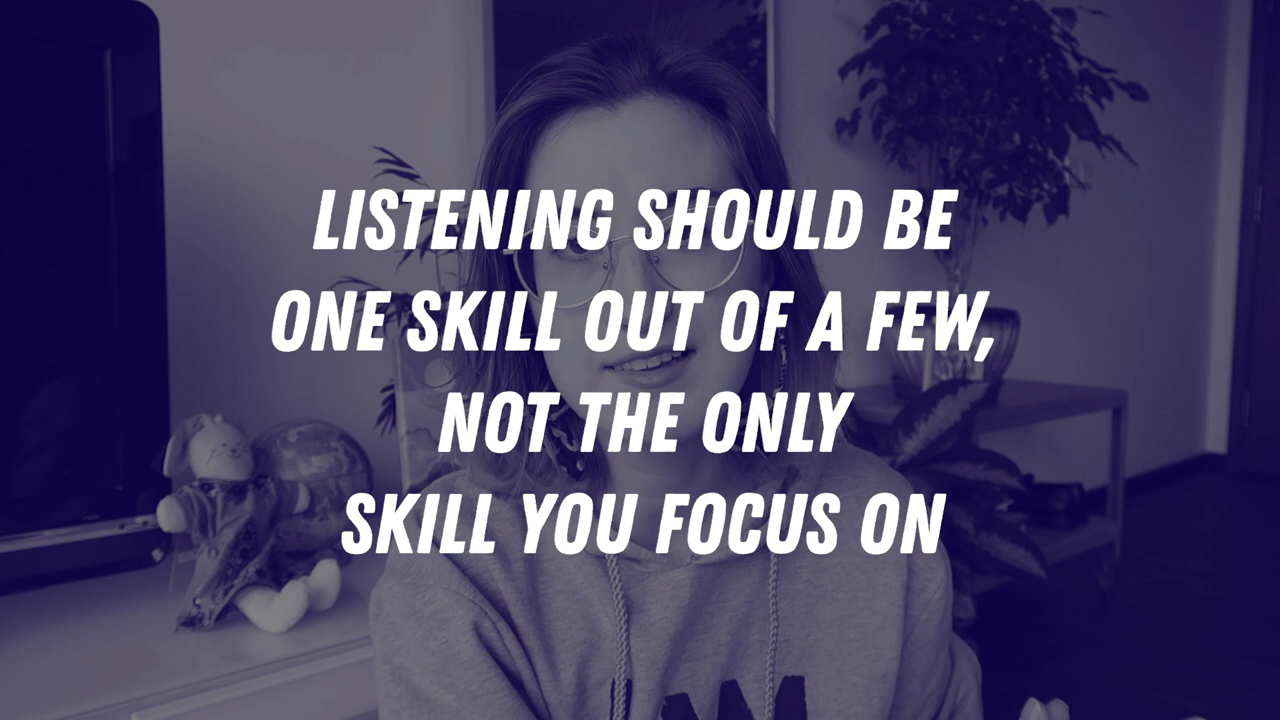 LISTENING SHOULD BE
ONE SKILL OUT OF A FEW,
NOT THE ONLY
SKILL YOU FOCUS ON